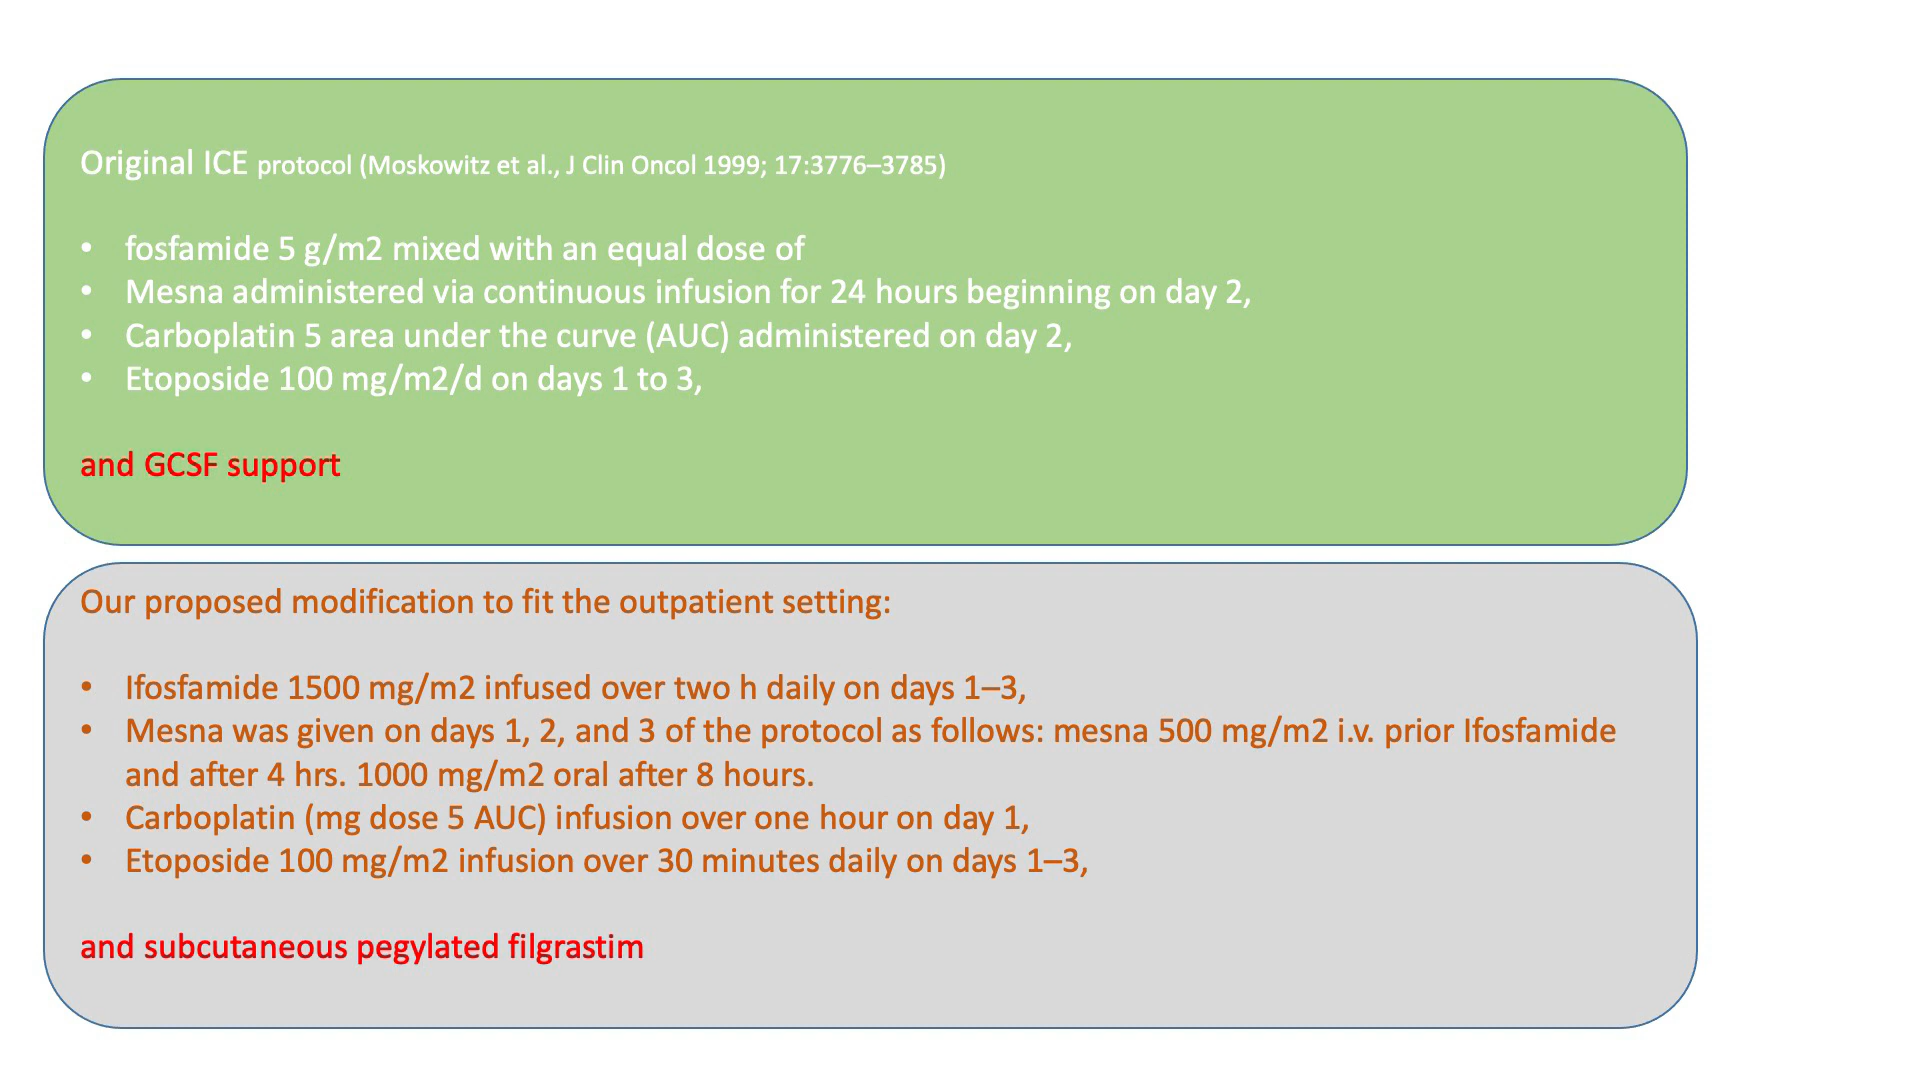 Original ICE protocol (Moskowitz et al., J Clin Oncol 1999; 17:3776–3785)
• fosfamide 5 g/m2 mixed with an equal dose of
• Mesna administered via continuous infusion for 24 hours beginning on day 2,
• Carboplatin 5 area under the curve (AUC) administered on day 2,
• Etoposide 100 mg/m2/d on days 1 to 3,
and GCSF support
Our proposed modification to fit the outpatient setting:
• Ifosfamide 1500 mg/m2 infused over two h daily on days 1–3,
• Mesna was given on days 1, 2, and 3 of the protocol as follows: mesna 500 mg/m2 i.v. prior Ifosfamide
and after 4 hrs. 1000 mg/m2 oral after 8 hours.
• Carboplatin (mg dose 5 AUC) infusion over one hour on day 1,
• Etoposide 100 mg/m2 infusion over 30 minutes daily on days 1–3,
and subcutaneous pegylated filgrastim